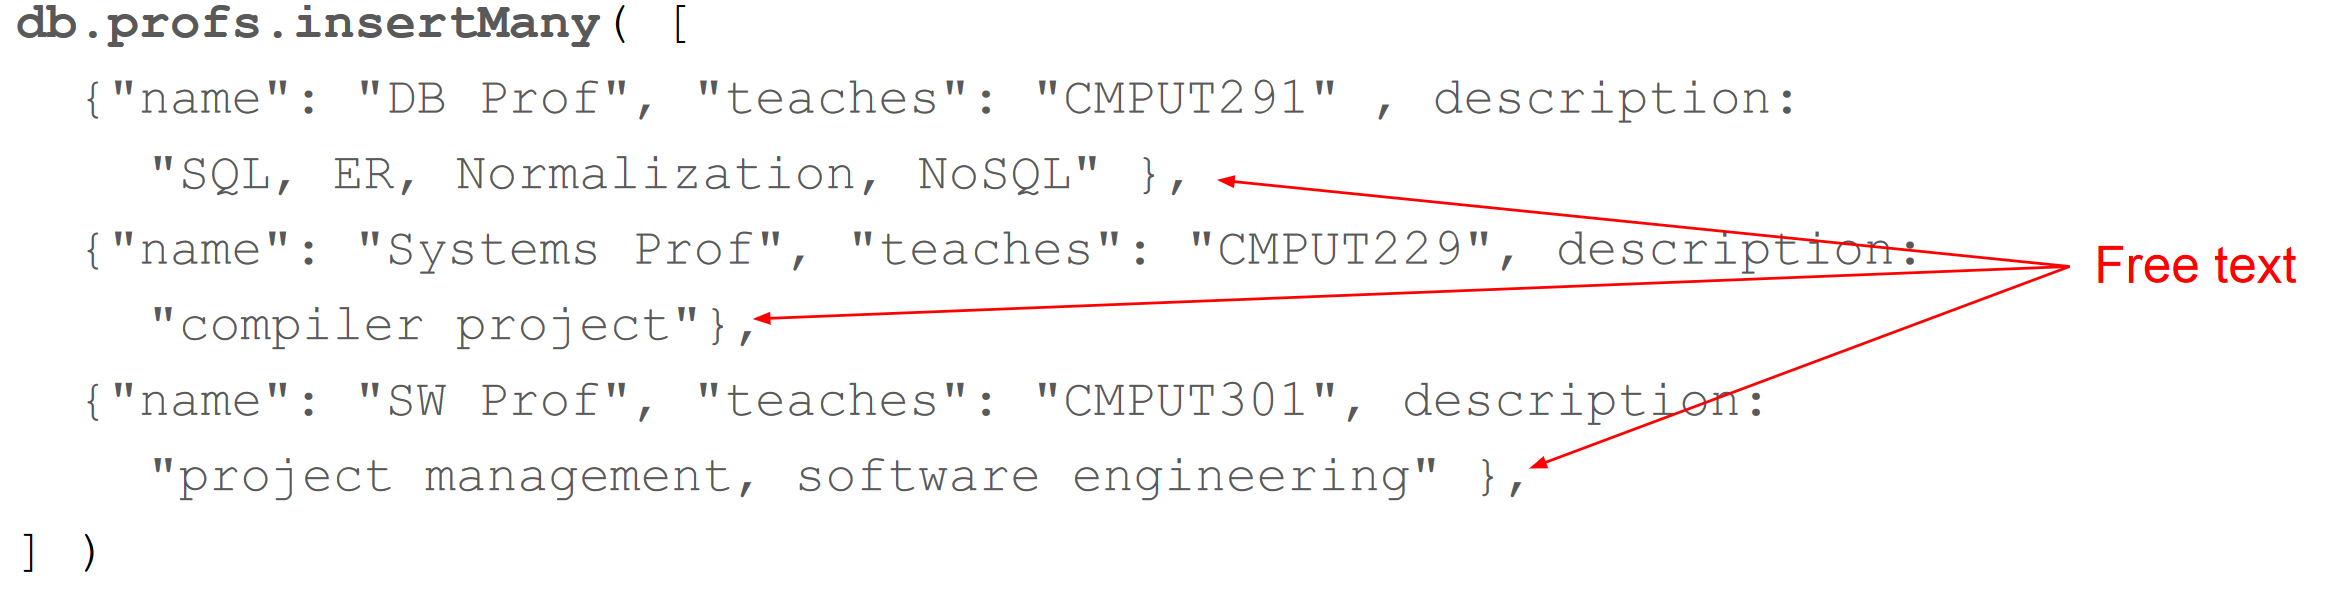 db.profs.insertMany( [
{"name": "DB Prof", "teaches": "CMPUT291" , description:
"SQL, ER, Normalization, NoSQL" },
{"name": "Systems Prof", "teaches": "CMPUT229", description:
Free text
"compiler project"},
{"name": "SW Prof", "teaches": "CMPUT301", description:
"project management, software engineering" },
] )